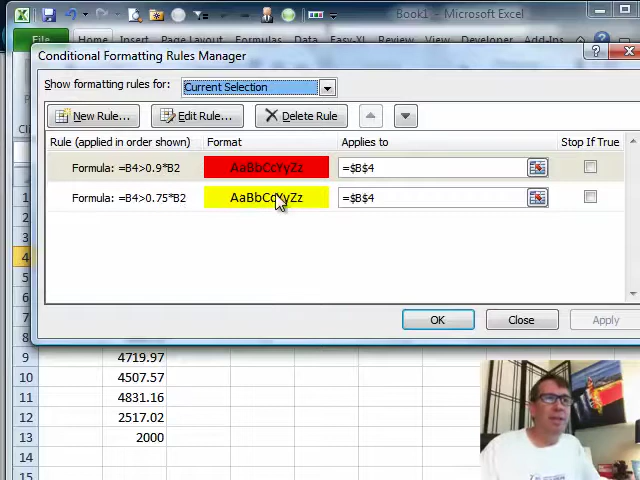 Book1 - Microsoft Excel
File Home Insert Page Layout Formulas Data Easy-XL Review View Developer Add-Ins
Conditional Formatting Rules Manager
Show formatting rules for: Current Selection
New Rule... Edit Rule... Delete Rule
Rule (applied in order shown) Format Applies to Stop If True
Formula: =B4>0.9*B2 AaBbCcYyZz =$B$4
Formula: =B4>0.75*B2 AaBbCcYyZz =$B$4
OK Close Apply
1
2
3
4
5
6
7
8
9 4719.97
10 4507.57
11 4831.16
12 2517.02
13 2000
14
15